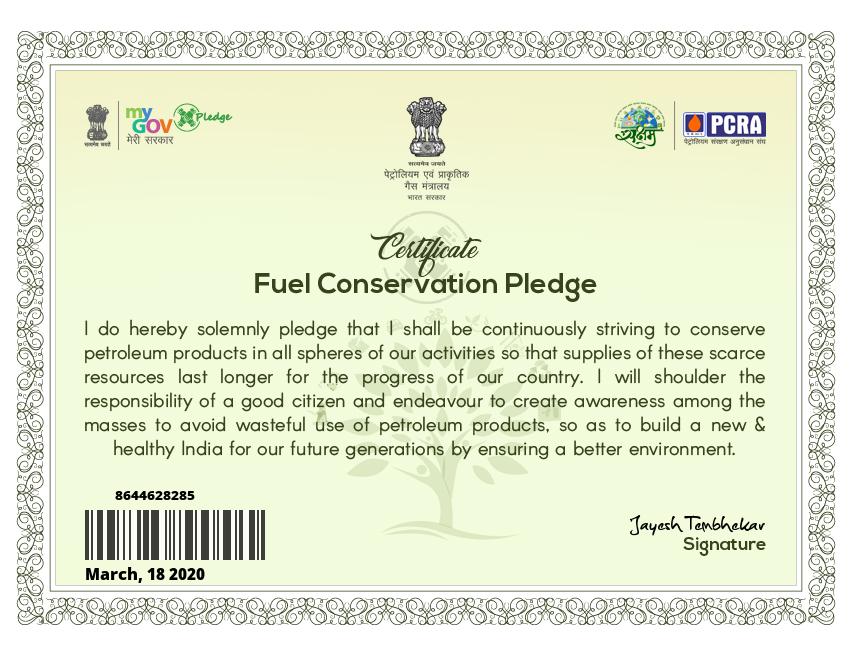 सत्यमेव जयते
my
GOV
मेरी सरकार
Pledge
सत्यमेव जयते
पेट्रोलियम एवं प्राकृतिक
गैस मंत्रालय
भारत सरकार
सक्षम
PCRA
पेट्रोलियम संरक्षण अनुसंधान संघ
Certificate
Fuel Conservation Pledge
I do hereby solemnly pledge that I shall be continuously striving to conserve
petroleum products in all spheres of our activities so that supplies of these scarce
resources last longer for the progress of our country. I will shoulder the
responsibility of a good citizen and endeavour to create awareness among the
masses to avoid wasteful use of petroleum products, so as to build a new &
healthy India for our future generations by ensuring a better environment.
8644628285
March, 18 2020
Jayesh Tembhekar
Signature